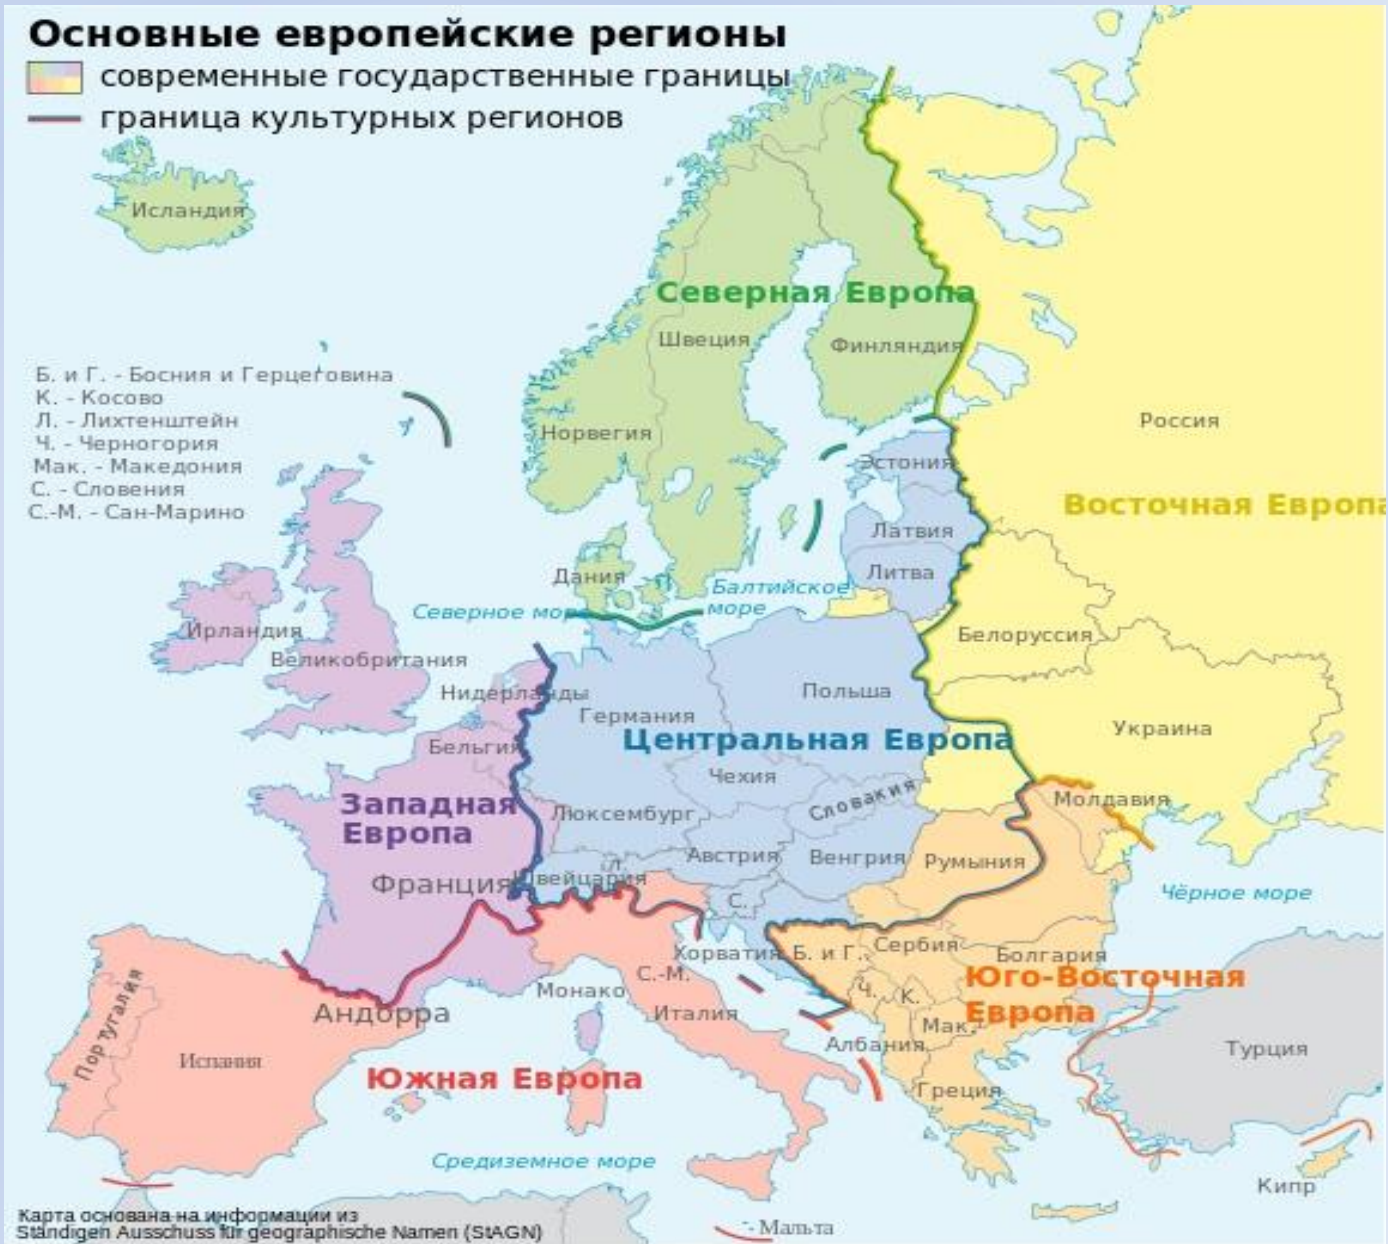 Основные европейские регионы
современные государственные границы
граница культурных регионов
Исландия
Северная Европа
Швеция
Финляндия
Б. и Г. - Босния и Герцеговина
К. - Косово
Л. - Лихтенштейн
Ч. - Черногория
Мак. - Македония
С. - Словения
С.-М. - Сан-Марино
Норвегия
Россия
Эстония
Восточная Европа
Латвия
Литва
Дания
Балтийское
море
Северное море
Ирландия
Великобритания
Белоруссия
Нидерланды
Германия
Польша
Украина
Центральная Европа
Бельгия
Чехия
Словакия
Западная
Европа
Люксембург
Молдавия
Австрия
Венгрия
Румыния
Л.
Франция
Швейцария
С.
Чёрное море
Хорватия
Б. и Г.
Сербия
Болгария
С.-М.
Юго-Восточная
Европа
Ч.
К.
Монако
Андорра
Италия
Мак.
Португалия
Испания
Албания
Турция
Южная Европа
Греция
Средиземное море
Кипр
Мальта
Карта основана на информации из
Ständigen Ausschuss für geographische Namen (StAGN)